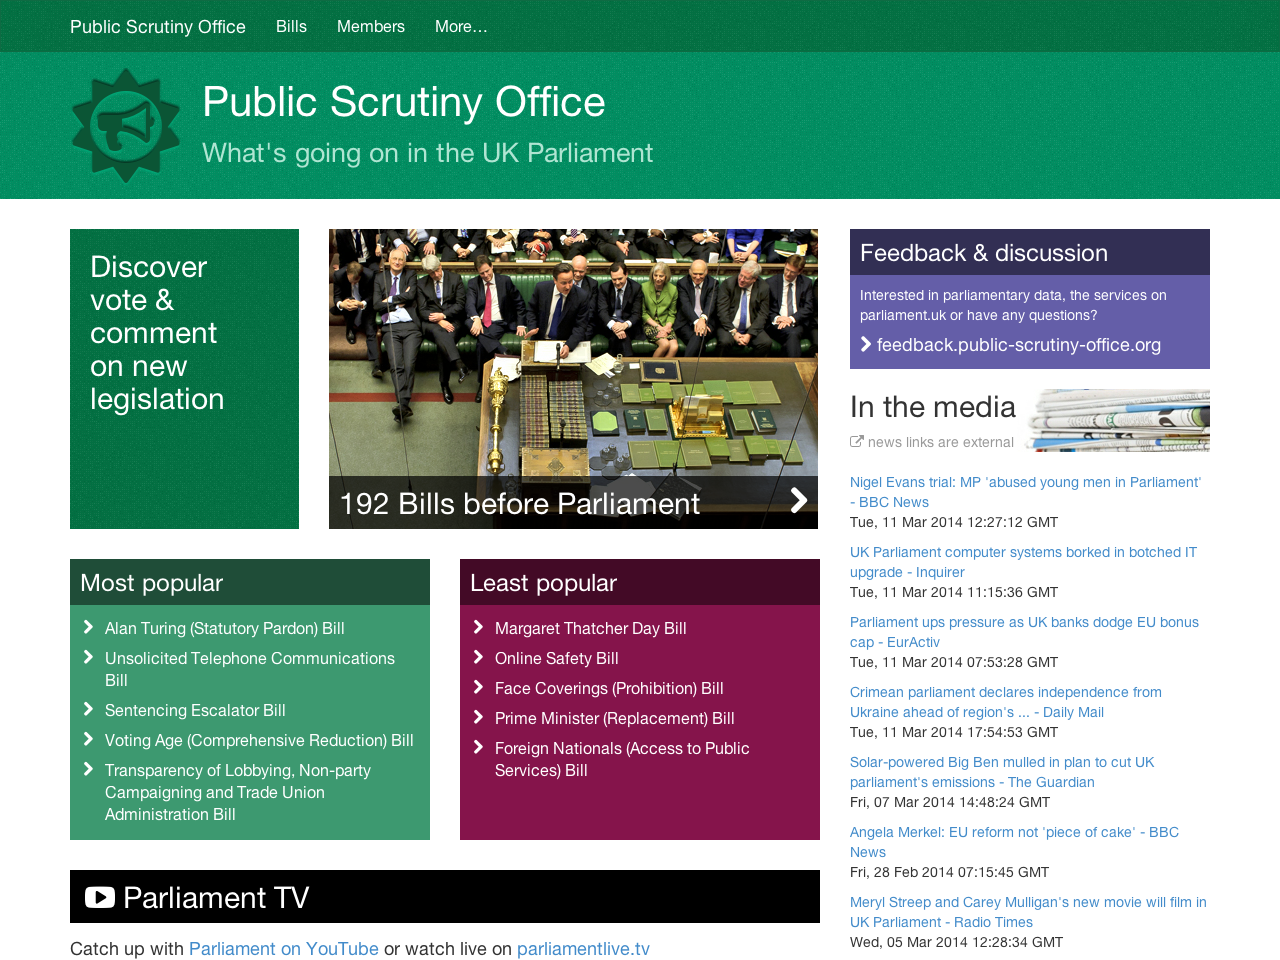 Public Scrutiny Office Bills Members More…
Public Scrutiny Office
What's going on in the UK Parliament
Discover
vote &
comment
on new
legislation
192 Bills before Parliament
Most popular
Alan Turing (Statutory Pardon) Bill
Unsolicited Telephone Communications
Bill
Sentencing Escalator Bill
Voting Age (Comprehensive Reduction) Bill
Transparency of Lobbying, Non-party
Campaigning and Trade Union
Administration Bill
Least popular
Margaret Thatcher Day Bill
Online Safety Bill
Face Coverings (Prohibition) Bill
Prime Minister (Replacement) Bill
Foreign Nationals (Access to Public
Services) Bill
Parliament TV
Catch up with Parliament on YouTube or watch live on parliamentlive.tv
Feedback & discussion
Interested in parliamentary data, the services on
parliament.uk or have any questions?
feedback.public-scrutiny-office.org
In the media
news links are external
Nigel Evans trial: MP 'abused young men in Parliament'
- BBC News
Tue, 11 Mar 2014 12:27:12 GMT
UK Parliament computer systems borked in botched IT
upgrade - Inquirer
Tue, 11 Mar 2014 11:15:36 GMT
Parliament ups pressure as UK banks dodge EU bonus
cap - EurActiv
Tue, 11 Mar 2014 07:53:28 GMT
Crimean parliament declares independence from
Ukraine ahead of region's ... - Daily Mail
Tue, 11 Mar 2014 17:54:53 GMT
Solar-powered Big Ben mulled in plan to cut UK
parliament's emissions - The Guardian
Fri, 07 Mar 2014 14:48:24 GMT
Angela Merkel: EU reform not 'piece of cake' - BBC
News
Fri, 28 Feb 2014 07:15:45 GMT
Meryl Streep and Carey Mulligan's new movie will film in
UK Parliament - Radio Times
Wed, 05 Mar 2014 12:28:34 GMT